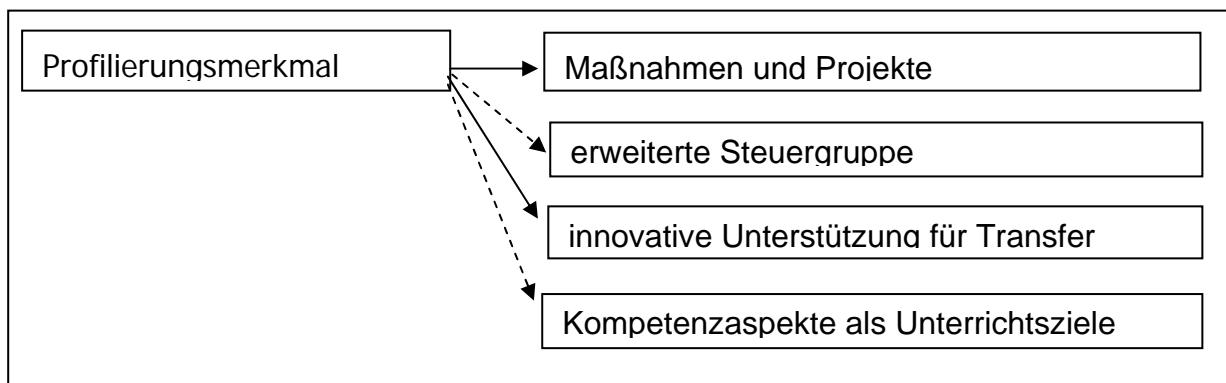 Profilierungsmerkmal
Maßnahmen und Projekte
erweiterte Steuergruppe
innovative Unterstützung für Transfer
Kompetenzaspekte als Unterrichtsziele